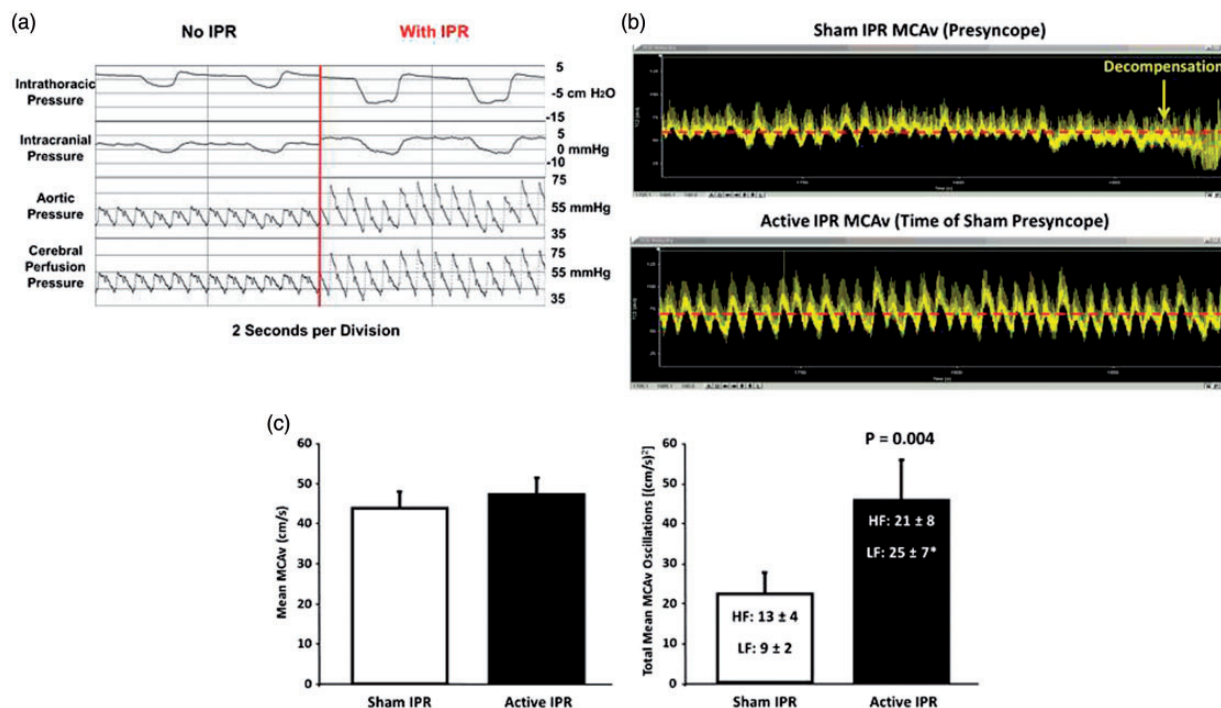 (a)
No IPR
With IPR
Intrathoracic
Pressure
5
-5 cm H2O
-15
Intracranial
Pressure
5
0 mmHg
-10
Aortic
Pressure
75
55 mmHg
35
Cerebral
Perfusion
Pressure
75
55 mmHg
35
2 Seconds per Division
(b)
Sham IPR MCAv (Presyncope)
Decompensation
Active IPR MCAv (Time of Sham Presyncope)
(c)
Mean MCAv (cm/s)
60
50
40
30
20
10
0
Sham IPR
Active IPR
Total Mean MCAv Oscillations [(cm/s)²]
60
50
40
30
20
10
0
P = 0.004
HF: 13 ± 4
LF: 9 ± 2
HF: 21 ± 8
LF: 25 ± 7*
Sham IPR
Active IPR